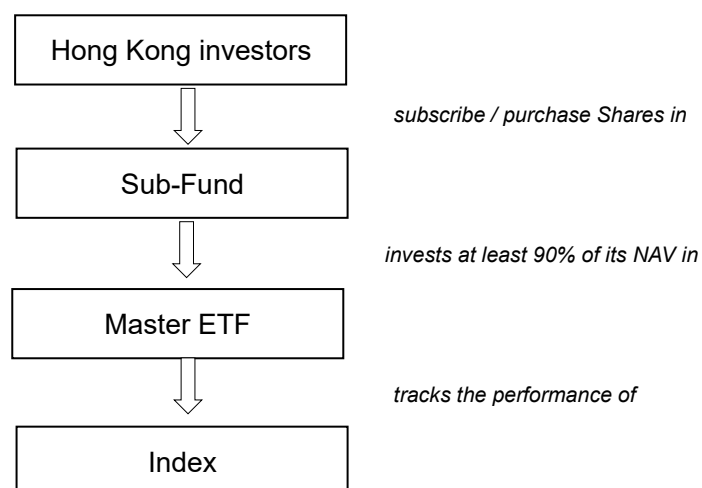 Hong Kong investors
subscribe / purchase Shares in
Sub-Fund
invests at least 90% of its NAV in
Master ETF
tracks the performance of
Index